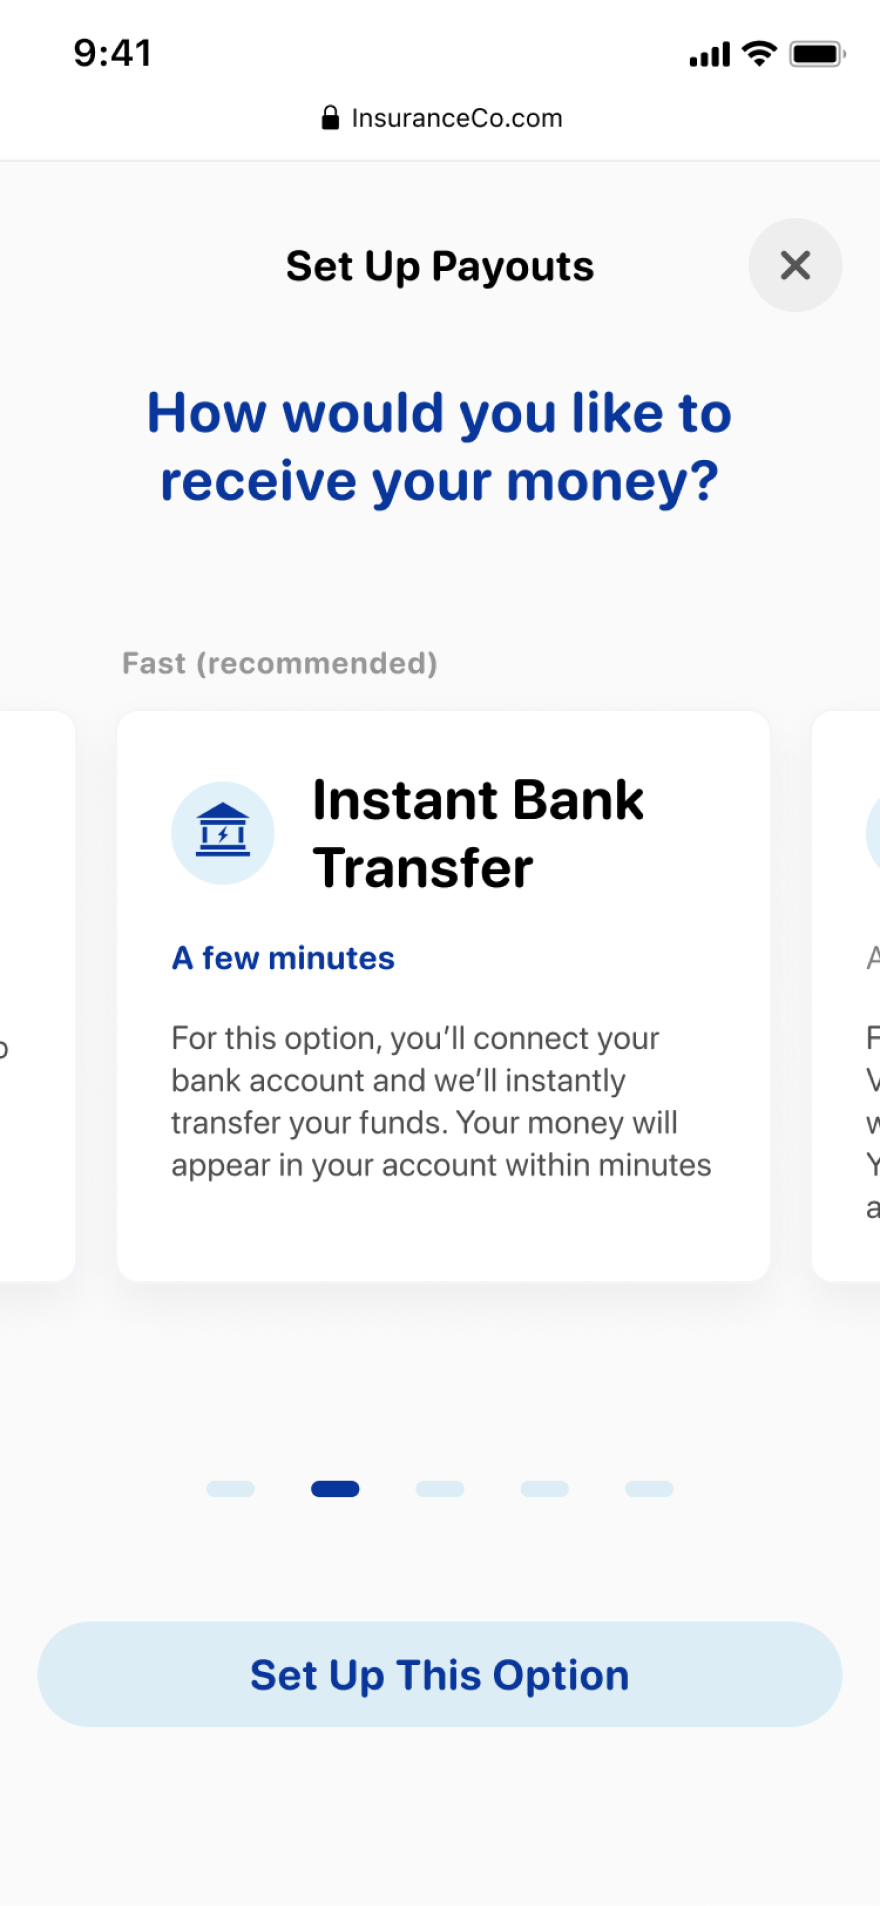 9:41
InsuranceCo.com
Set Up Payouts
How would you like to
receive your money?
Fast (recommended)
Instant Bank
Transfer
A few minutes
For this option, you’ll connect your
bank account and we’ll instantly
transfer your funds. Your money will
appear in your account within minutes
Set Up This Option